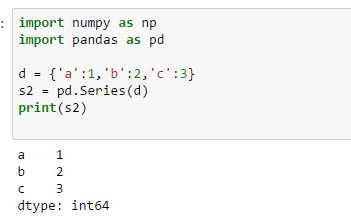 : import numpy as np
import pandas as pd
d = {'a':1,'b':2,'c':3}
s2 = pd.Series(d)
print(s2)
a    1
b    2
c    3
dtype: int64